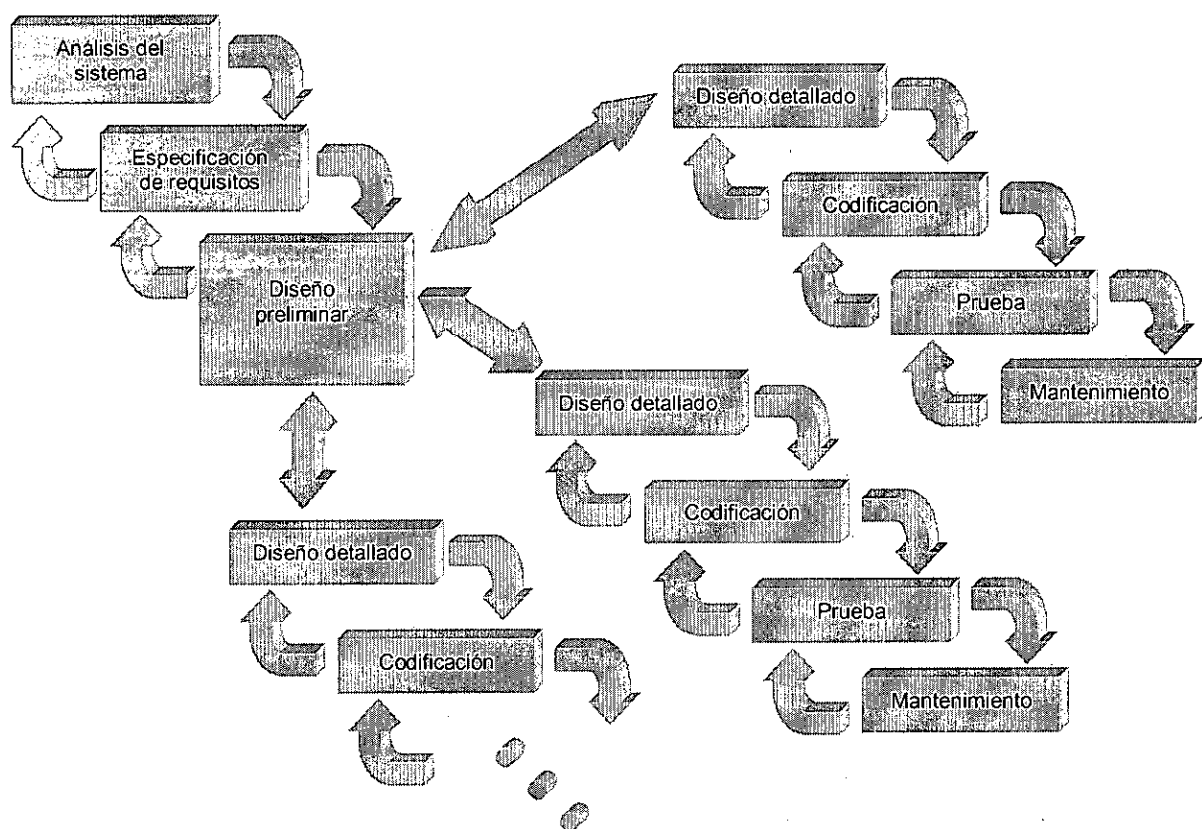 Análisis del
sistema
Especificación
de requisitos
Diseño
preliminar
Diseño detallado
Codificación
Prueba
Mantenimiento
Diseño detallado
Codificación
Prueba
Mantenimiento
Diseño detallado
Codificación